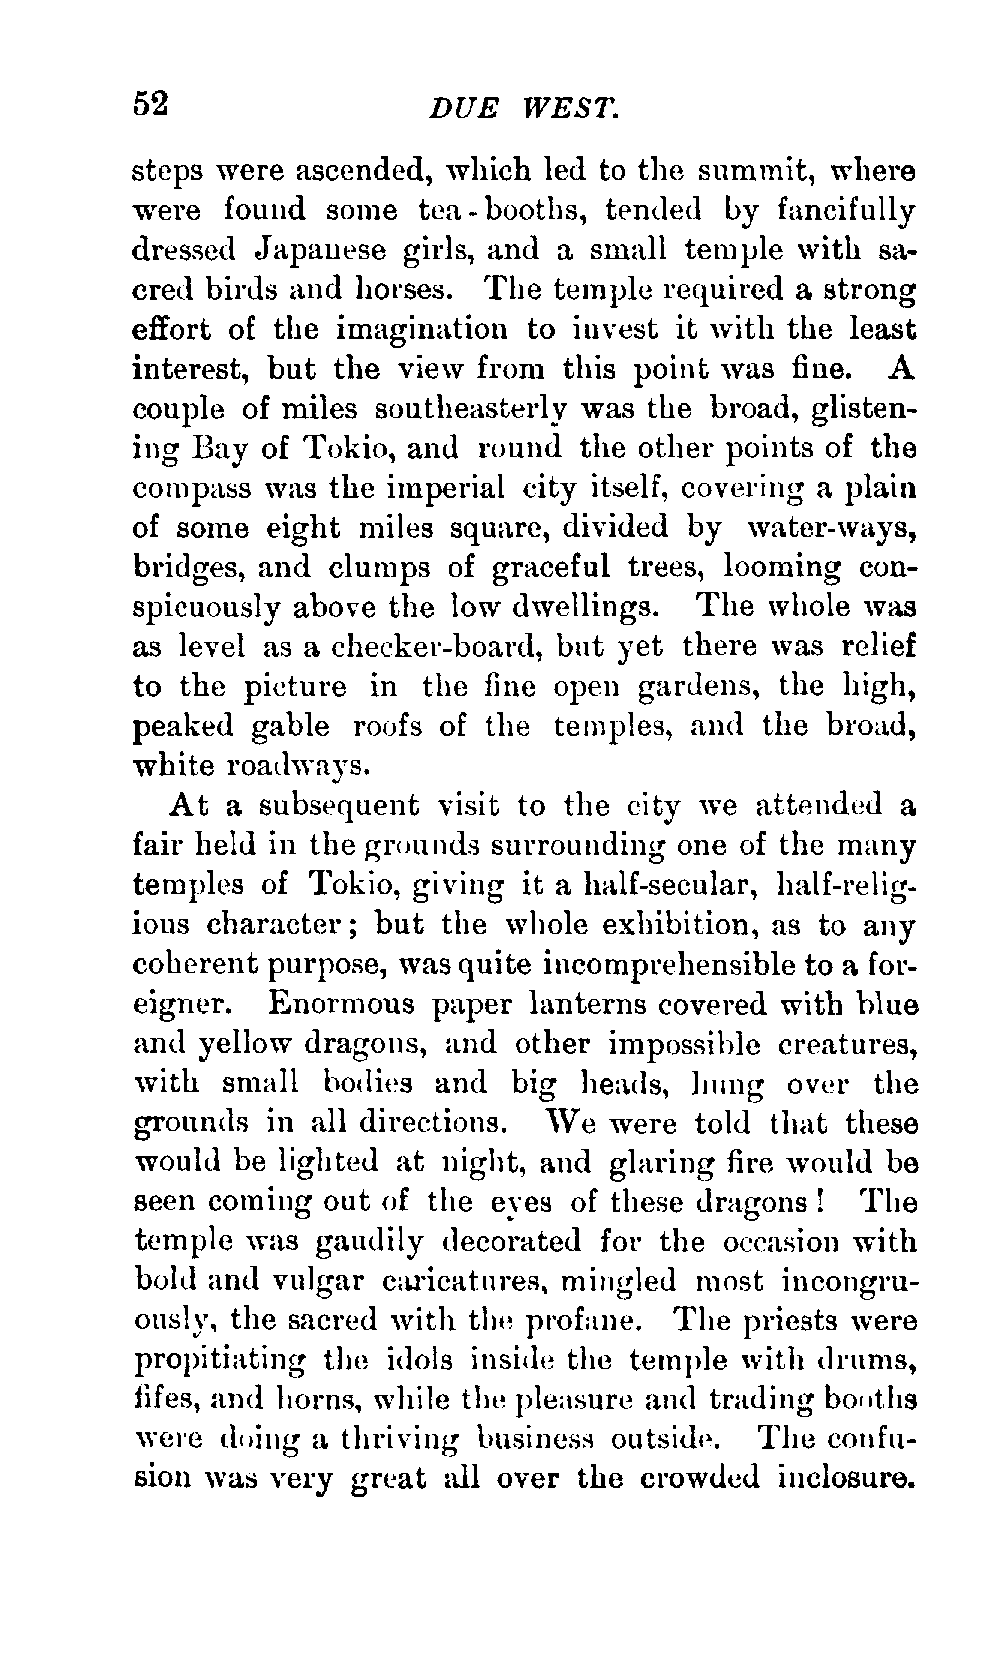 52 DUE WEST.
steps were ascended, which led to the summit, where
were found some tea-booths, tended by fancifully
dressed Japanese girls, and a small temple with sa-
cred birds and horses. The temple required a strong
effort of the imagination to invest it with the least
interest, but the view from this point was fine. A
couple of miles southeasterly was the broad, glisten-
ing Bay of Tokio, and round the other points of the
compass was the imperial city itself, covering a plain
of some eight miles square, divided by water-ways,
bridges, and clumps of graceful trees, looming con-
spicuously above the low dwellings. The whole was
as level as a checker-board, but yet there was relief
to the picture in the fine open gardens, the high,
peaked gable roofs of the temples, and the broad,
white roadways.
At a subsequent visit to the city we attended a
fair held in the grounds surrounding one of the many
temples of Tokio, giving it a half-secular, half-relig-
ious character; but the whole exhibition, as to any
coherent purpose, was quite incomprehensible to a for-
eigner. Enormous paper lanterns covered with blue
and yellow dragons, and other impossible creatures,
with small bodies and big heads, hung over the
grounds in all directions. We were told that these
would be lighted at night, and glaring fire would be
seen coming out of the eyes of these dragons! The
temple was gaudily decorated for the occasion with
bold and vulgar caricatures, mingled most incongru-
ously, the sacred with the profane. The priests were
propitiating the idols inside the temple with drums,
fifes, and horns, while the pleasure and trading booths
were doing a thriving business outside. The confu-
sion was very great all over the crowded inclosure.